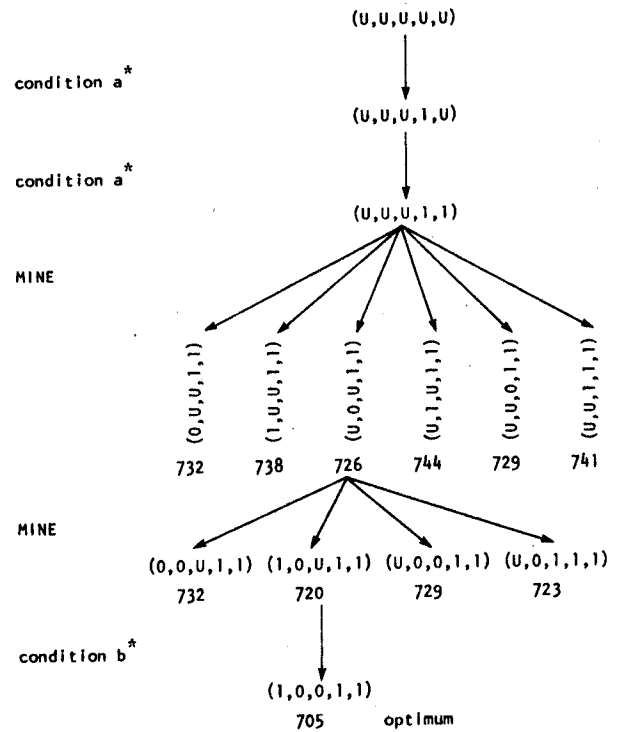 (U,U,U,U,U)
condition a*
(U,U,U,1,U)
condition a*
(U,U,U,1,1)
MINE
(0,U,U,1,1) (1,U,U,1,1) (U,0,U,1,1) (U,1,U,1,1) (U,U,0,1,1) (U,U,1,1,1)
732 738 726 744 729 741
MINE
(0,0,U,1,1) (1,0,U,1,1) (U,0,0,1,1) (U,0,1,1,1)
732 720 729 723
condition b*
(1,0,0,1,1)
705 optimum